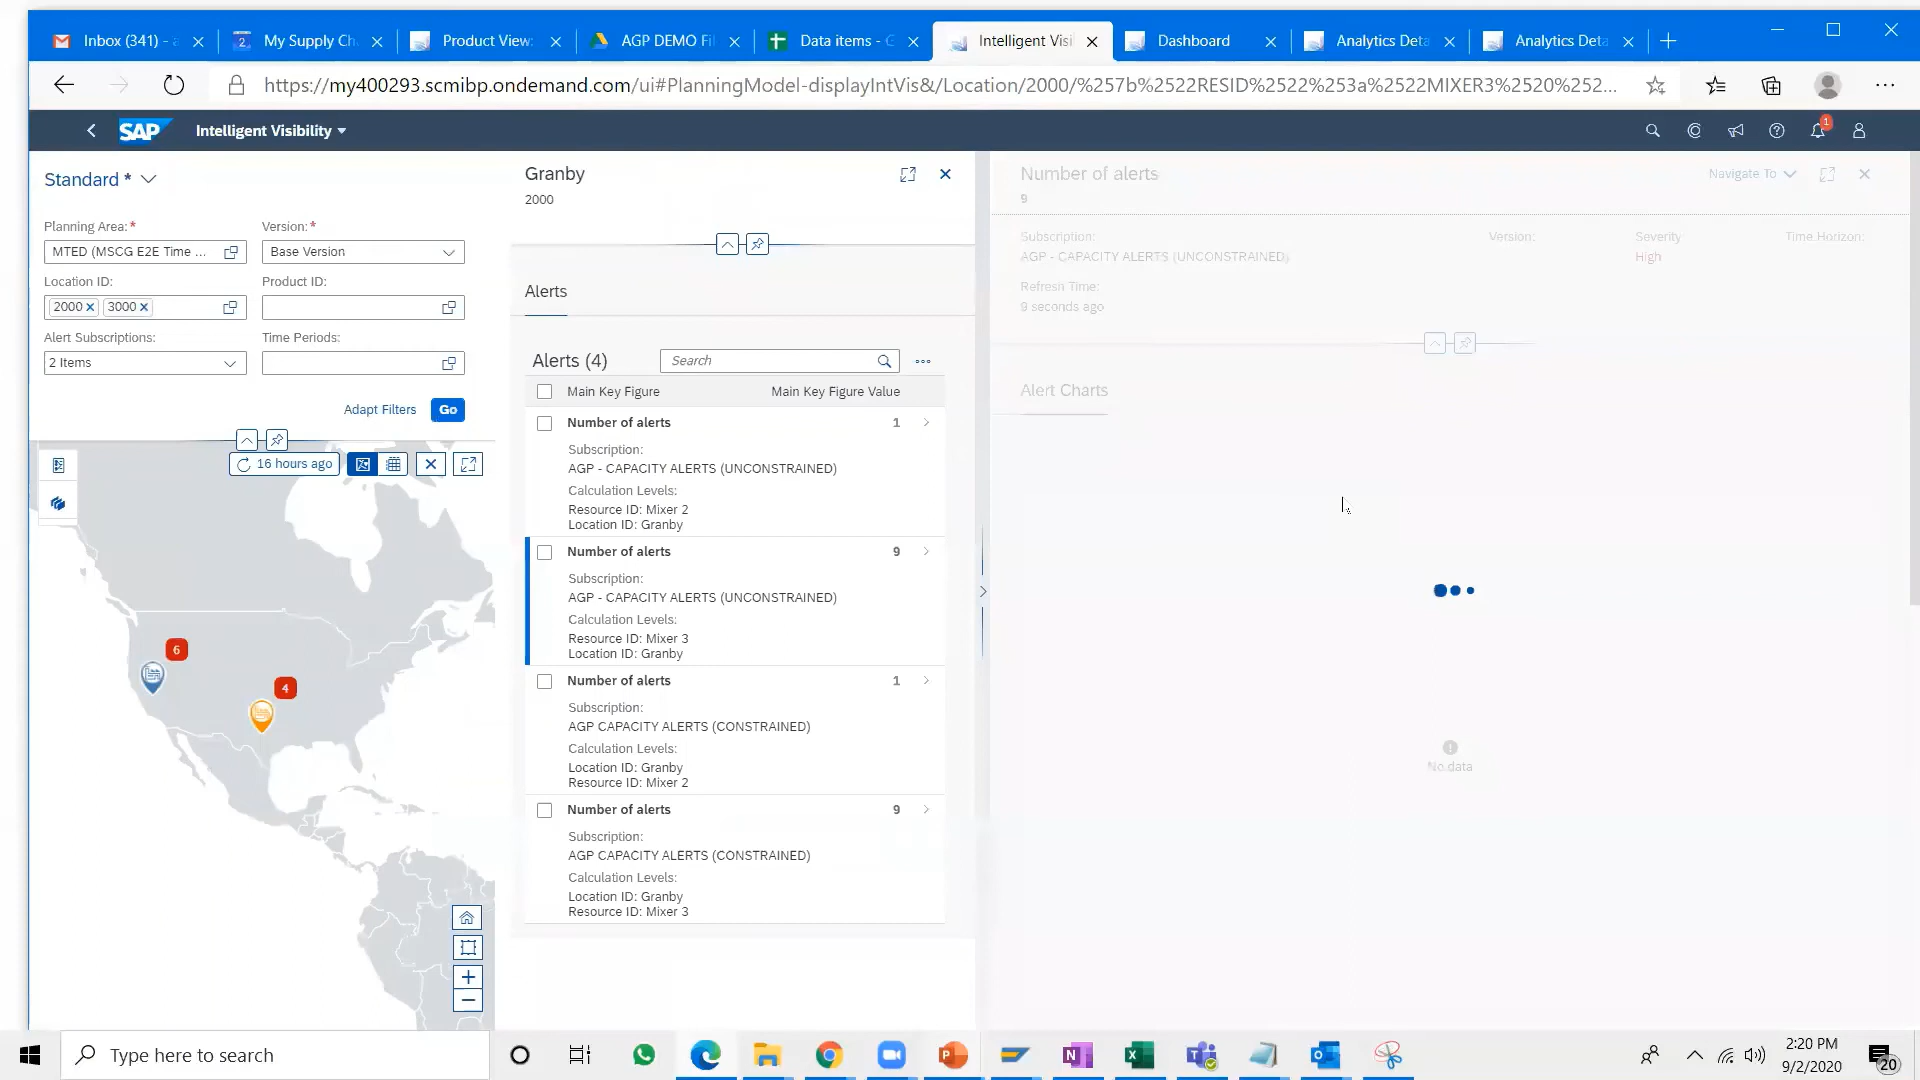 Inbox (341) - a
My Supply Ch
Product View:
AGP DEMO Fi
Data items - G
Intelligent Visi
Dashboard
Analytics Deta
Analytics Deta
https://my400293.scmibp.ondemand.com/ui#PlanningModel-displayIntVis&/Location/2000/%257b%2522RESID%2522%253a%2522MIXER3%2520%252...
SAP
Intelligent Visibility
1
Standard *
Planning Area:*
Version:*
MTED (MSCG E2E Time ...
Base Version
Location ID:
Product ID:
2000
3000
Alert Subscriptions:
Time Periods:
2 Items
Adapt Filters
Go
16 hours ago
6
4
Granby
2000
Alerts
Alerts (4)
Search
Main Key Figure
Main Key Figure Value
Number of alerts
1
Subscription:
AGP - CAPACITY ALERTS (UNCONSTRAINED)
Calculation Levels:
Resource ID: Mixer 2
Location ID: Granby
Number of alerts
9
Subscription:
AGP - CAPACITY ALERTS (UNCONSTRAINED)
Calculation Levels:
Resource ID: Mixer 3
Location ID: Granby
Number of alerts
1
Subscription:
AGP CAPACITY ALERTS (CONSTRAINED)
Calculation Levels:
Location ID: Granby
Resource ID: Mixer 2
Number of alerts
9
Subscription:
AGP CAPACITY ALERTS (CONSTRAINED)
Calculation Levels:
Location ID: Granby
Resource ID: Mixer 3
Number of alerts
Navigate To
9
Subscription:
Version:
Severity
Time Horizon:
AGP - CAPACITY ALERTS (UNCONSTRAINED)
High
Refresh Time:
9 seconds ago
Alert Charts
No data
Type here to search
2:20 PM
9/2/2020
20